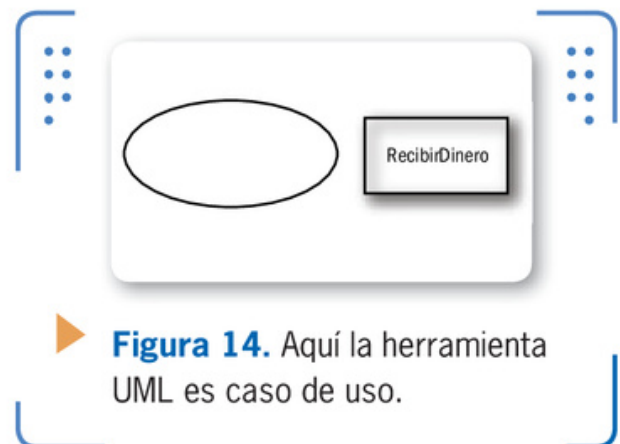 RecibirDinero
Figura 14. Aquí la herramienta
UML es caso de uso.